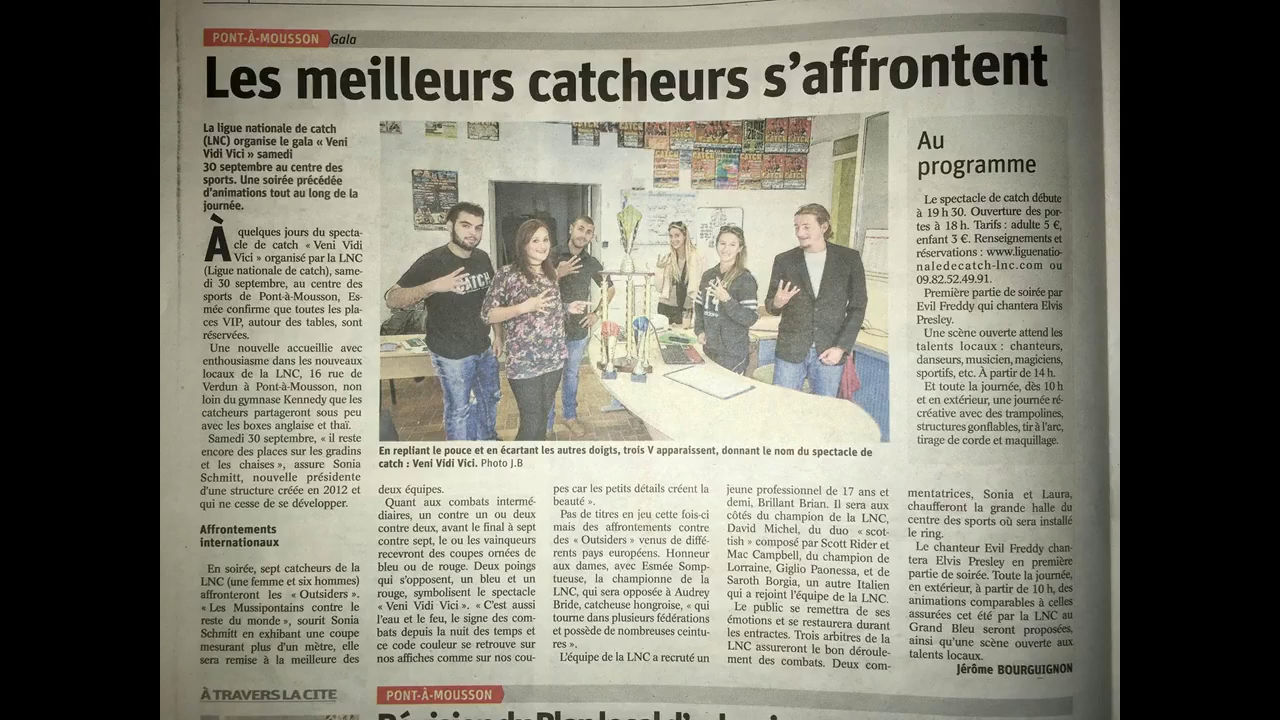 PONT-À-MOUSSON Gala
Les meilleurs catcheurs s'affrontent
La ligue nationale de catch
(LNC) organise le gala « Veni
Vidi Vici » samedi
30 septembre au centre des
sports. Une soirée précédée
d'animations tout au long de la
journée.
À quelques jours du specta-
cle de catch « Veni Vidi
Vici » organisé par la LNC
(Ligue nationale de catch), same-
di 30 septembre, au centre des
sports de Pont-à-Mousson, Es-
mée confirme que toutes les pla-
ces VIP, autour des tables, sont
réservées.
Une nouvelle accueillie avec
enthousiasme dans les nouveaux
locaux de la LNC, 16 rue de
Verdun à Pont-à-Mousson, non
loin du gymnase Kennedy que les
catcheurs partageront sous peu
avec les boxes anglaise et thaï.
Samedi 30 septembre, « il reste
encore des places sur les gradins
et les chaises », assure Sonia
Schmitt, nouvelle présidente
d'une structure créée en 2012 et
qui ne cesse de se développer.
Affrontements
internationaux
En soirée, sept catcheurs de la
LNC (une femme et six hommes)
affronteront les « Outsiders ».
« Les Mussipontains contre le
reste du monde », sourit Sonia
Schmitt en exhibant une coupe
mesurant plus d'un mètre, elle
sera remise à la meilleure des
CATCH
En repliant le pouce et en écartant les autres doigts, trois V apparaissent, donnant le nom du spectacle de
catch : Veni Vidi Vici. Photo J.B
deux équipes.
Quant aux combats intermé-
diaires, un contre un ou deux
contre deux, avant le final à sept
contre sept, le ou les vainqueurs
recevront des coupes ornées de
bleu ou de rouge. Deux poings
qui s'opposent, un bleu et un
rouge, symbolisent le spectacle
« Veni Vidi Vici ». « C'est aussi
l'eau et le feu, le signe des com-
bats depuis la nuit des temps et
ce code couleur se retrouve sur
nos affiches comme sur nos cou-
pes car les petits détails créent la
beauté ».
Pas de titres en jeu cette fois-ci
mais des affrontements contre
des « Outsiders » venus de diffé-
rents pays européens. Honneur
aux dames, avec Esmée Somp-
tueuse, la championne de la
LNC, qui sera opposée à Audrey
Bride, catcheuse hongroise, « qui
tourne dans plusieurs fédérations
et possède de nombreuses ceintu-
res ».
L'équipe de la LNC a recruté un
jeune professionnel de 17 ans et
demi, Brillant Brian. Il sera aux
côtés du champion de la LNC,
David Michel, du duo « scot-
tish » composé par Scott Rider et
Mac Campbell, du champion de
Lorraine, Giglio Paonessa, et de
Saroth Borgia, un autre Italien
qui a rejoint l'équipe de la LNC.
Le public se remettra de ses
émotions et se restaurera durant
les entractes. Trois arbitres de la
LNC assureront le bon déroule-
ment des combats. Deux com-
mentatrices, Sonia et Laura,
chaufferont la grande halle du
centre des sports où sera installé
le ring.
Le chanteur Evil Freddy chan-
tera Elvis Presley en première
partie de soirée. Toute la journée,
en extérieur, à partir de 10 h, des
animations comparables à celles
assurées cet été par la LNC au
Grand Bleu seront proposées,
ainsi qu'une scène ouverte aux
talents locaux.
Jérôme BOURGUIGNON
Au
programme
Le spectacle de catch débute
à 19 h 30. Ouverture des por-
tes à 18 h. Tarifs : adulte 5 €,
enfant 3 €. Renseignements et
réservations : www.liguenatio-
naledecatch-lnc.com ou
09.82.52.49.91.
Première partie de soirée par
Evil Freddy qui chantera Elvis
Presley.
Une scène ouverte attend les
talents locaux : chanteurs,
danseurs, musicien, magiciens,
sportifs, etc. À partir de 14 h.
Et toute la journée, dès 10 h
et en extérieur, une journée ré-
créative avec des trampolines,
structures gonflables, tir à l'arc,
tirage de corde et maquillage.
À TRAVERS LA CITE
PONT-À-MOUSSON